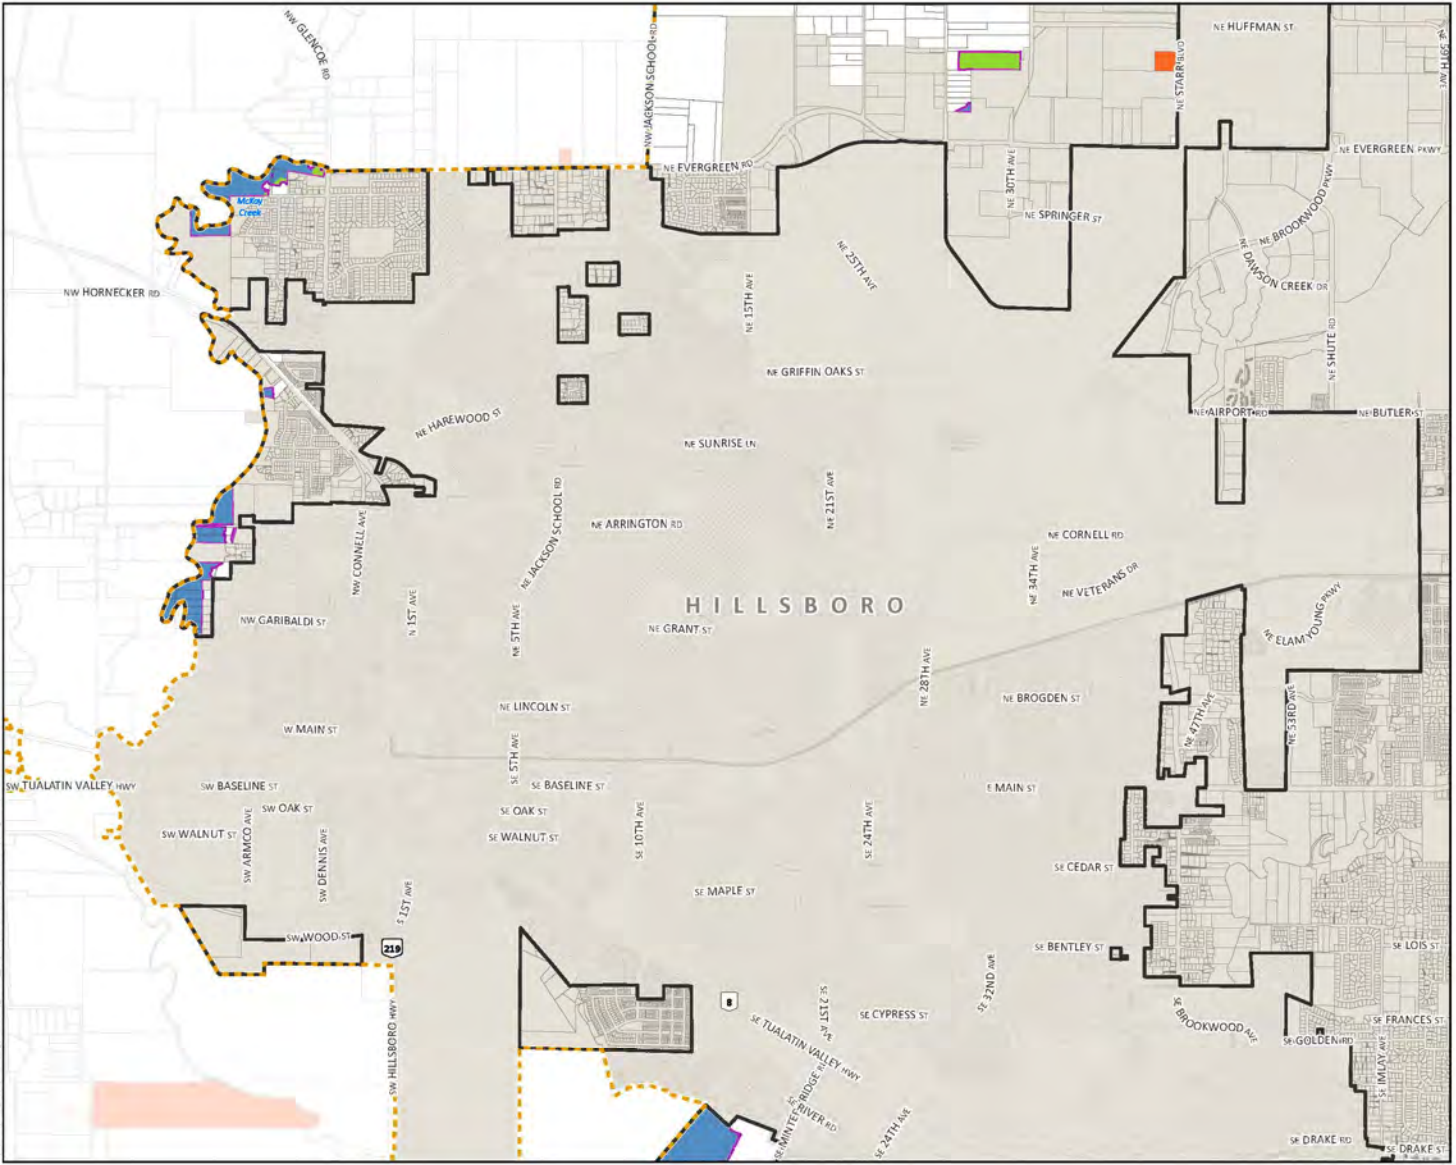 NW GLENCOE RD
NW JACKSON SCHOOL RD
NE STARR BLVD
NE HUFFMAN ST
NE 59TH AVE
NE EVERGREEN RD
NE 30TH AVE
NE EVERGREEN PKWY
McKay
Creek
NE SPRINGER ST
NE BROOKWOOD PKWY
NE 25TH AVE
NE DAWSON CREEK DR
NW HORNECKER RD
NE 15TH AVE
NE SHUTE RD
NE GRIFFIN OAKS ST
NE HAREWOOD ST
NE AIRPORT RD
NE BUTLER ST
NE SUNRISE LN
NE 21ST AVE
NE JACKSON SCHOOL RD
NE ARRINGTON RD
NW CONNELL AVE
NE CORNELL RD
NE 34TH AVE
NE VETERANS DR
N 1ST AVE
NE 5TH AVE
HILLSBORO
NW GARIBALDI ST
NE GRANT ST
NE ELAM YOUNG PKWY
NE 28TH AVE
NE BROGDEN ST
NE LINCOLN ST
NE 47TH AVE
NE 53RD AVE
W MAIN ST
SE 5TH AVE
SW TUALATIN VALLEY HWY
SW BASELINE ST
SE BASELINE ST
E MAIN ST
SW OAK ST
SE OAK ST
SW WALNUT ST
SW ARMCO AVE
SW DENNIS AVE
SE WALNUT ST
SE 10TH AVE
SE 24TH AVE
SE CEDAR ST
SE MAPLE ST
S 1ST AVE
SW WOOD ST
219
SE BENTLEY ST
SE LOIS ST
SE 32ND AVE
8
SE 21ST AVE
SE CYPRESS ST
SE BROOKWOOD AVE
SE FRANCES ST
SE GOLDEN RD
SE TUALATIN VALLEY HWY
SW HILLSBORO HWY
SE IMLAY AVE
SE MINTER BRIDGE RD
SE RIVER RD
SE 24TH AVE
SE DRAKE RD
SE DRAKE ST